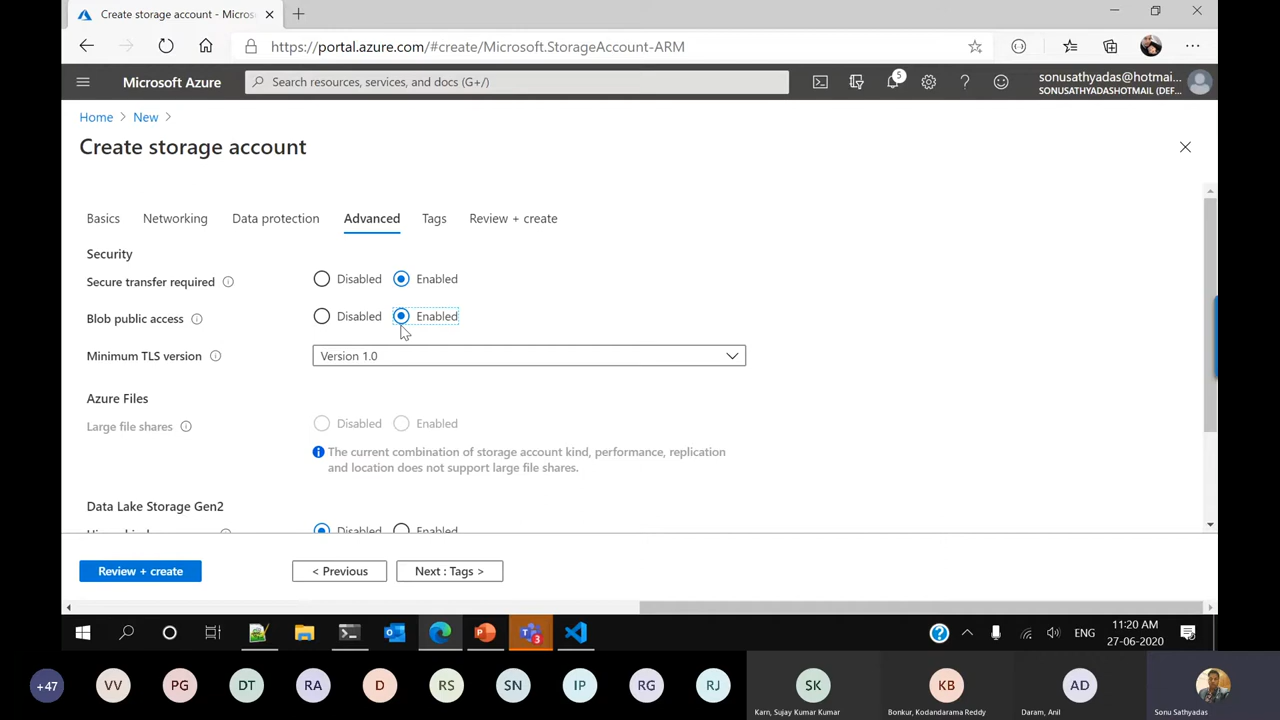 Create storage account - Micros
https://portal.azure.com/#create/Microsoft.StorageAccount-ARM
Microsoft Azure
Search resources, services, and docs (G+/)
5
sonusathyadas@hotmai...
SONUSATHYADASHOTMAIL (DEF...
Home > New >
Create storage account
Basics Networking Data protection Advanced Tags Review + create
Security
Secure transfer required Disabled Enabled
Blob public access Disabled Enabled
Minimum TLS version Version 1.0
Azure Files
Large file shares Disabled Enabled
The current combination of storage account kind, performance, replication
and location does not support large file shares.
Data Lake Storage Gen2
Disabled Enabled
Review + create < Previous Next : Tags >
3
ENG
11:20 AM
27-06-2020
+47 VV PG DT RA D RS SN IP RG RJ SK KB AD
Karn, Sujay Kumar Kumar Bonkur, Kodandarama Reddy Daram, Anil Sonu Sathyadas